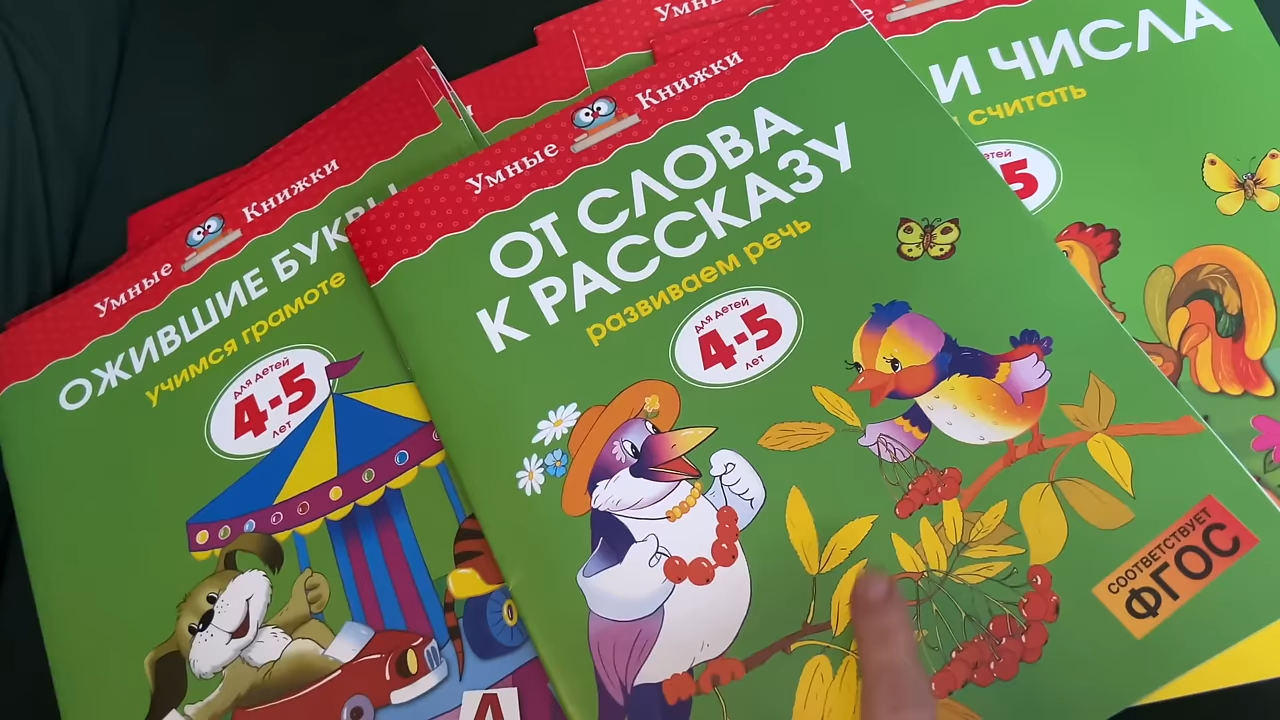 Умные Книжки
ОЖИВШИЕ БУКВЫ
учимся грамоте
для детей
4-5
лет
Умные Книжки
ОТ СЛОВА
К РАССКАЗУ
развиваем речь
для детей
4-5
лет
СООТВЕТСТВУЕТ
ФГОС
И ЧИСЛА
считать
5